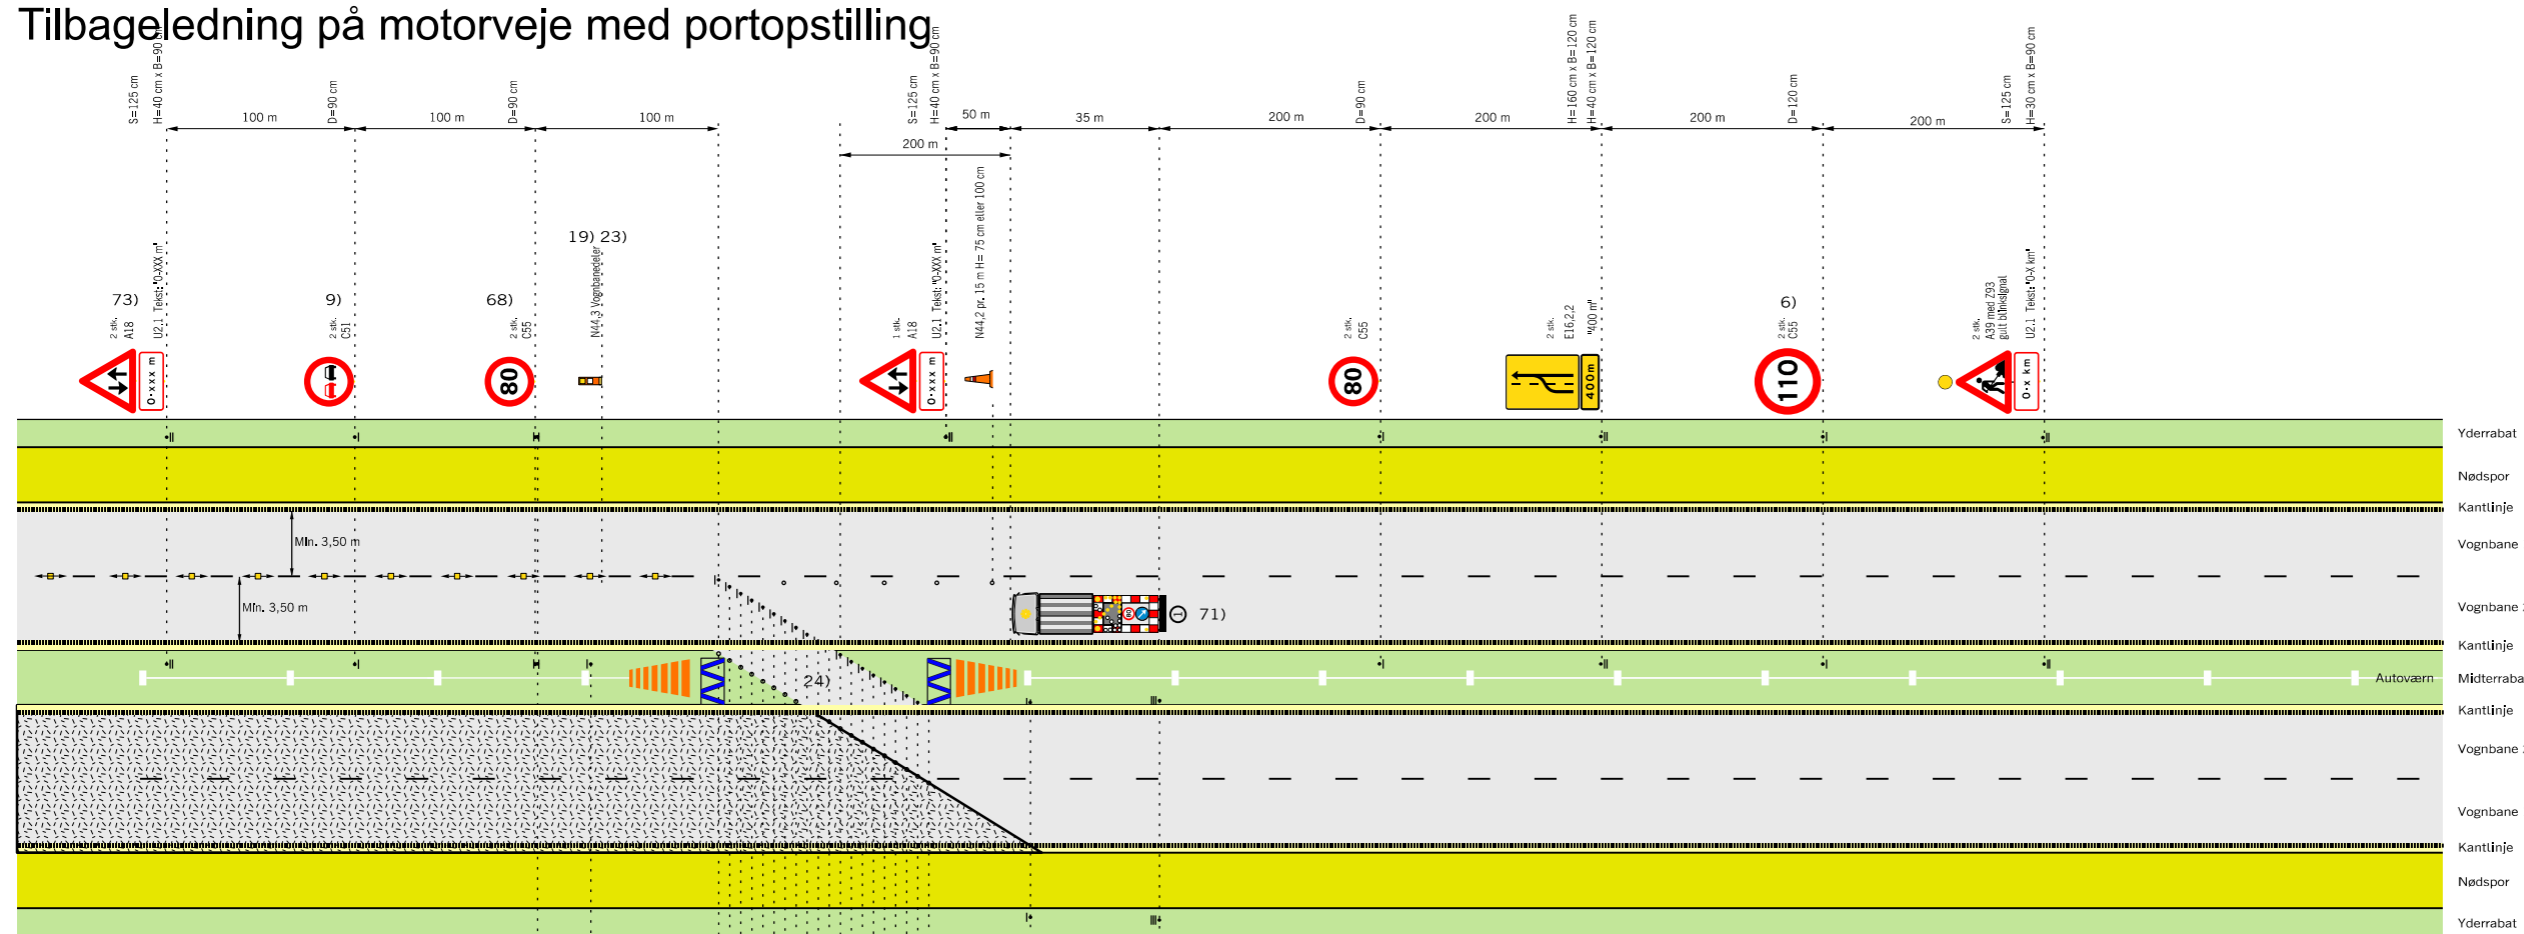 Tilbageledning på motorveje med portopstilling
S=125 cm
H=40 cm x B=90 cm
D=90 cm
D=90 cm
S=125 cm
H=40 cm x B=90 cm
D=90 cm
H=160 cm x B=120 cm
H=40 cm x B=120 cm
D=120 cm
S=125 cm
H=30 cm x B=90 cm
100 m
100 m
100 m
50 m
35 m
200 m
200 m
200 m
200 m
200 m
73)
2 stk.
A18
U2.1 Tekst: "0-XXX m"
0-xxx m
9)
2 stk.
C51
68)
2 stk.
C55
80
19) 23)
N44.3 Vognbanedeler
1 stk.
A18
U2.1 Tekst: "0-XXX m"
0-xxx m
N44.2 pr. 15 m H= 75 cm eller 100 cm
2 stk.
C55
80
2 stk.
E16.2.2
"400 m"
400m
6)
2 stk.
C55
110
2 stk.
A39 med Z93
gult blinksignal
U2.1 Tekst: "0-X km"
0-x km
Yderrabat
Nødspor
Kantlinje
Min. 3,50 m
Vognbane
Min. 3,50 m
80
1
71)
Vognbane
Kantlinje
24)
Autoværn
Midterraba
Kantlinje
Vognbane
Vognbane
Kantlinje
Nødspor
Yderrabat